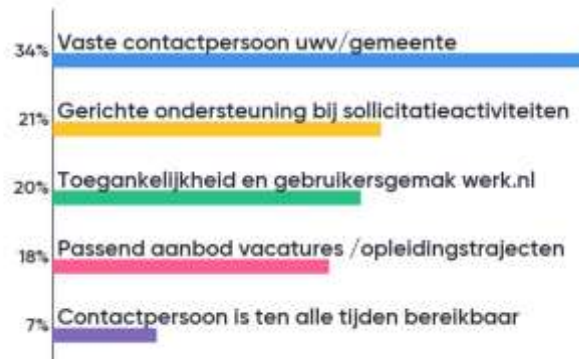 34% Vaste contactpersoon uwv/gemeente
21% Gerichte ondersteuning bij sollicitatieactiviteiten
20% Toegankelijkheid en gebruikersgemak werk.nl
18% Passend aanbod vacatures /opleidingstrajecten
7% Contactpersoon is ten alle tijden bereikbaar